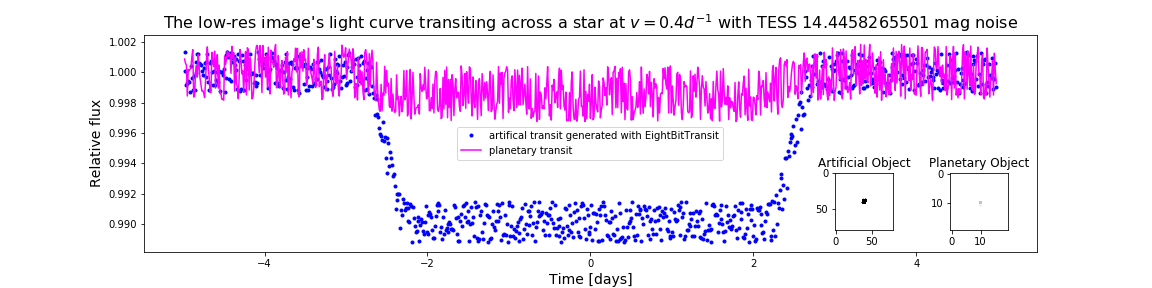 The low-res image's light curve transiting across a star at v = 0.4d⁻¹ with TESS 14.4458265501 mag noise
1.002
1.000
0.998
0.996
0.994
0.992
0.990
Relative flux
artifical transit generated with EightBitTransit
planetary transit
Artificial Object
Planetary Object
0
50
0
50
0
10
0
10
−4
−2
0
2
4
Time [days]